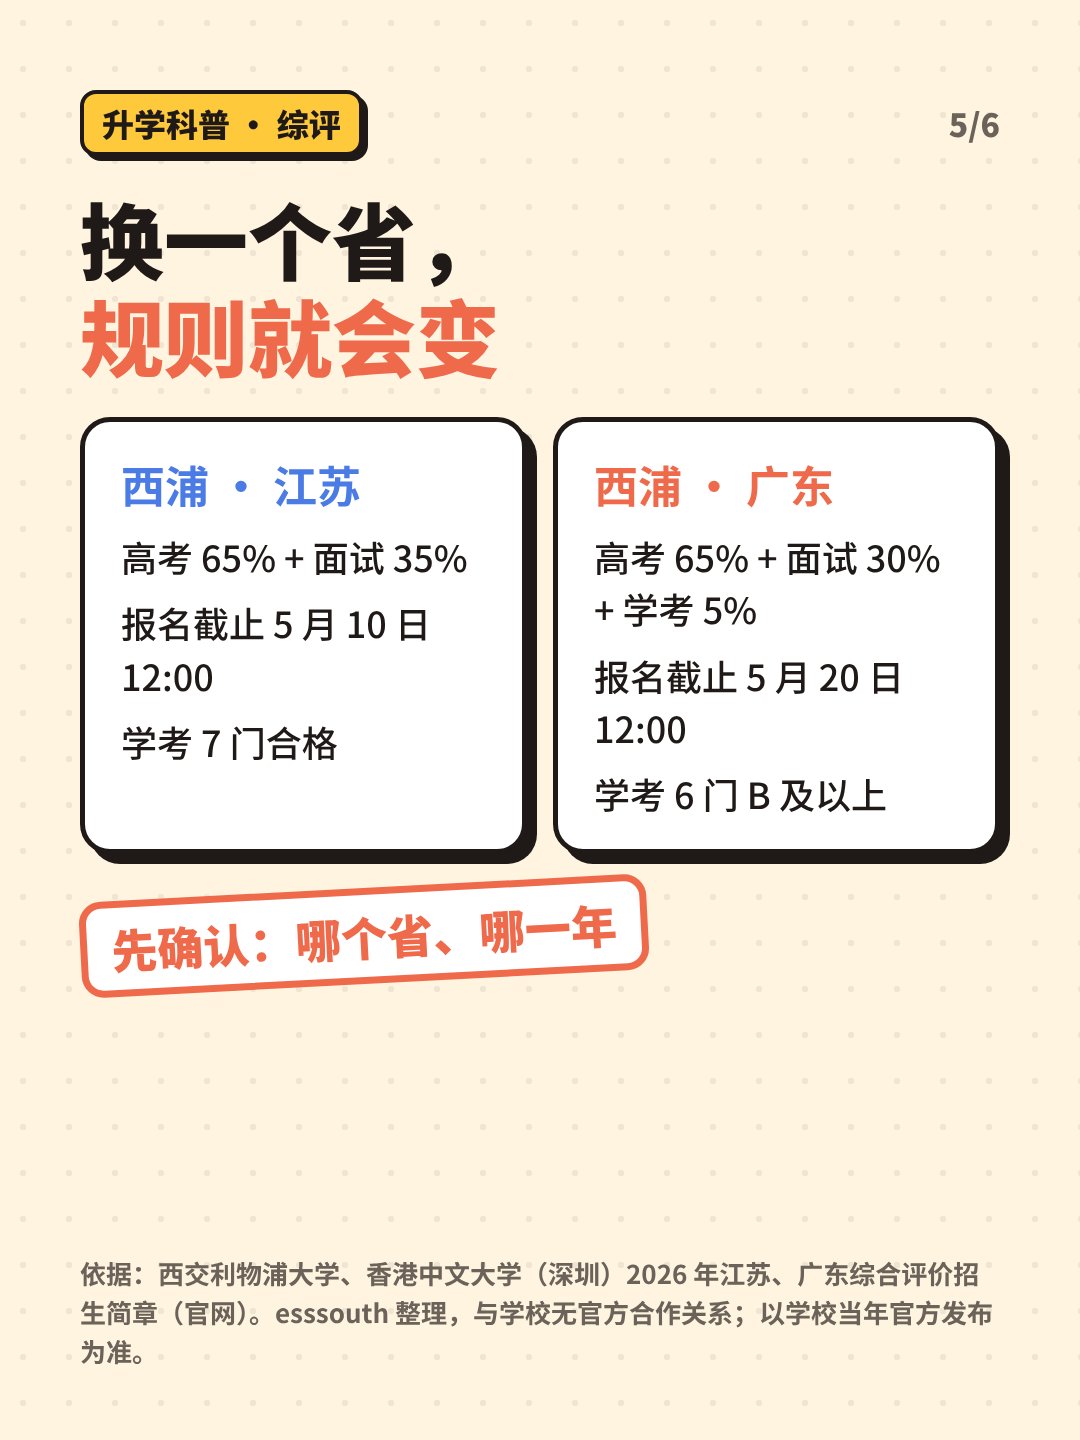 升学科普 · 综评
5/6
换一个省，
规则就会变
西浦 · 江苏
高考 65% + 面试 35%
报名截止 5 月 10 日
12:00
学考 7 门合格
西浦 · 广东
高考 65% + 面试 30%
+ 学考 5%
报名截止 5 月 20 日
12:00
学考 6 门 B 及以上
先确认：哪个省、哪一年
依据：西交利物浦大学、香港中文大学（深圳）2026 年江苏、广东综合评价招
生简章（官网）。esssouth 整理，与学校无官方合作关系；以学校当年官方发布
为准。